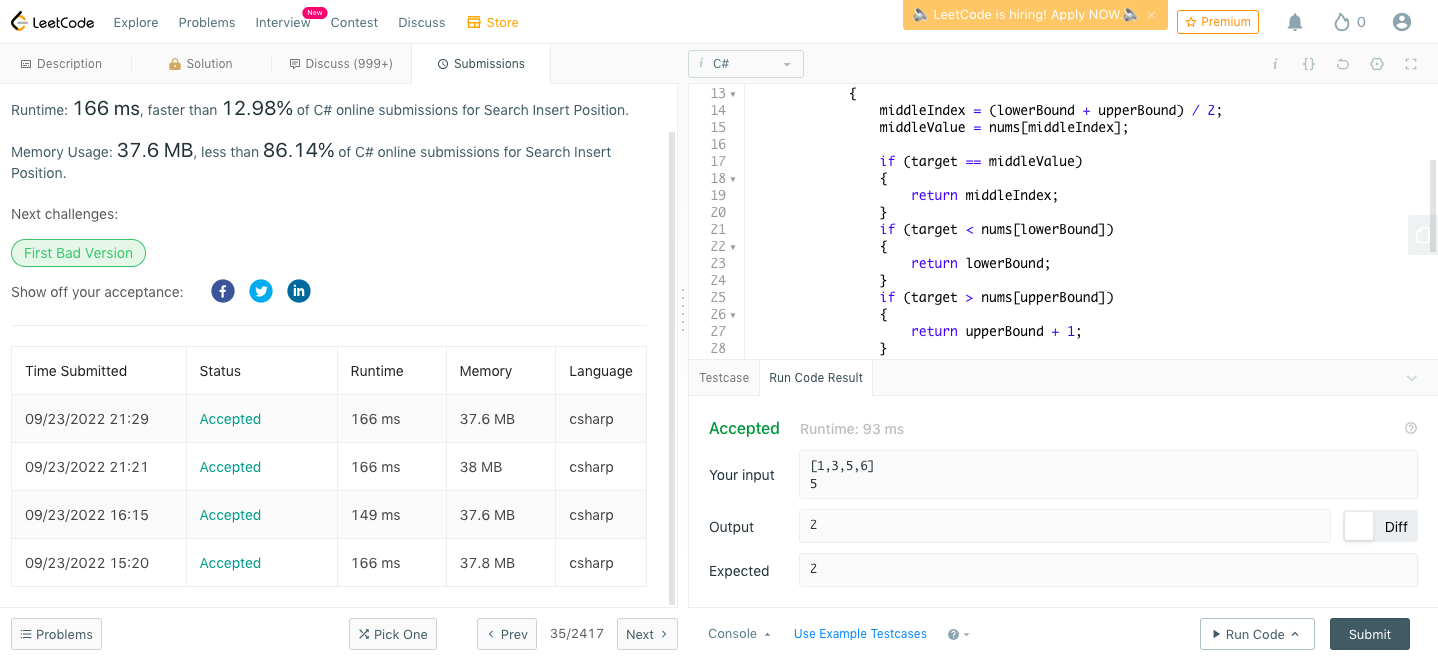 LeetCode
Explore
Problems
Interview
New
Contest
Discuss
Store
LeetCode is hiring! Apply NOW.
Premium
0
Description
Solution
Discuss (999+)
Submissions
i C#
Runtime: 166 ms, faster than 12.98% of C# online submissions for Search Insert Position.
Memory Usage: 37.6 MB, less than 86.14% of C# online submissions for Search Insert
Position.
Next challenges:
First Bad Version
Show off your acceptance:
Time Submitted Status Runtime Memory Language
09/23/2022 21:29 Accepted 166 ms 37.6 MB csharp
09/23/2022 21:21 Accepted 166 ms 38 MB csharp
09/23/2022 16:15 Accepted 149 ms 37.6 MB csharp
09/23/2022 15:20 Accepted 166 ms 37.8 MB csharp
Problems
Pick One
Prev
35/2417
Next
13 {
14 middleIndex = (lowerBound + upperBound) / 2;
15 middleValue = nums[middleIndex];
16
17 if (target == middleValue)
18 {
19 return middleIndex;
20 }
21 if (target < nums[lowerBound])
22 {
23 return lowerBound;
24 }
25 if (target > nums[upperBound])
26 {
27 return upperBound + 1;
28 }
Testcase
Run Code Result
Accepted Runtime: 93 ms
Your input
[1,3,5,6]
5
Output
2
Diff
Expected
2
Console
Use Example Testcases
Run Code
Submit